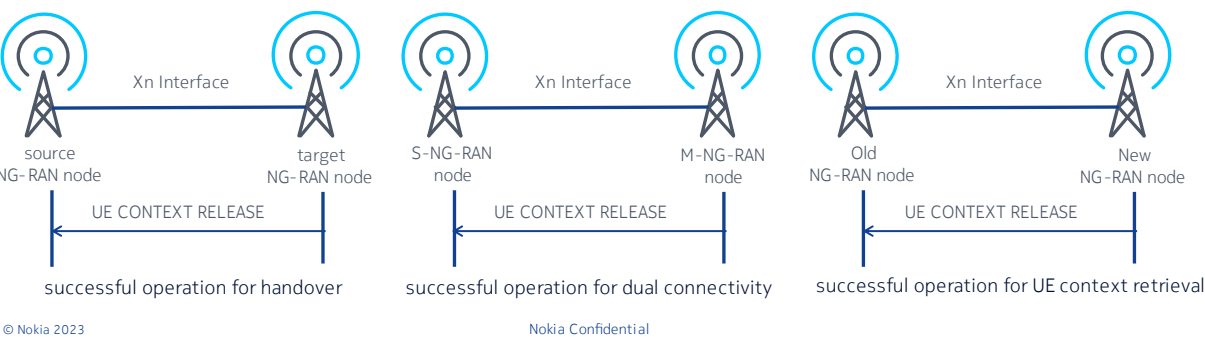 Xn Interface
source
NG-RAN node
target
NG-RAN node
UE CONTEXT RELEASE
successful operation for handover
Xn Interface
S-NG-RAN
node
M-NG-RAN
node
UE CONTEXT RELEASE
successful operation for dual connectivity
Xn Interface
Old
NG-RAN node
New
NG-RAN node
UE CONTEXT RELEASE
successful operation for UE context retrieval
© Nokia 2023
Nokia Confidential